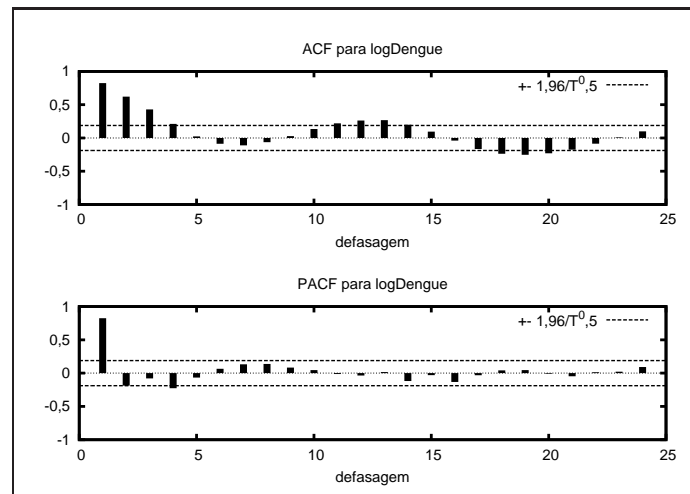 ACF para logDengue
+- 1,96/T^0,5
1
0,5
0
-0,5
-1
0 5 10 15 20 25
defasagem
PACF para logDengue
+- 1,96/T^0,5
1
0,5
0
-0,5
-1
0 5 10 15 20 25
defasagem